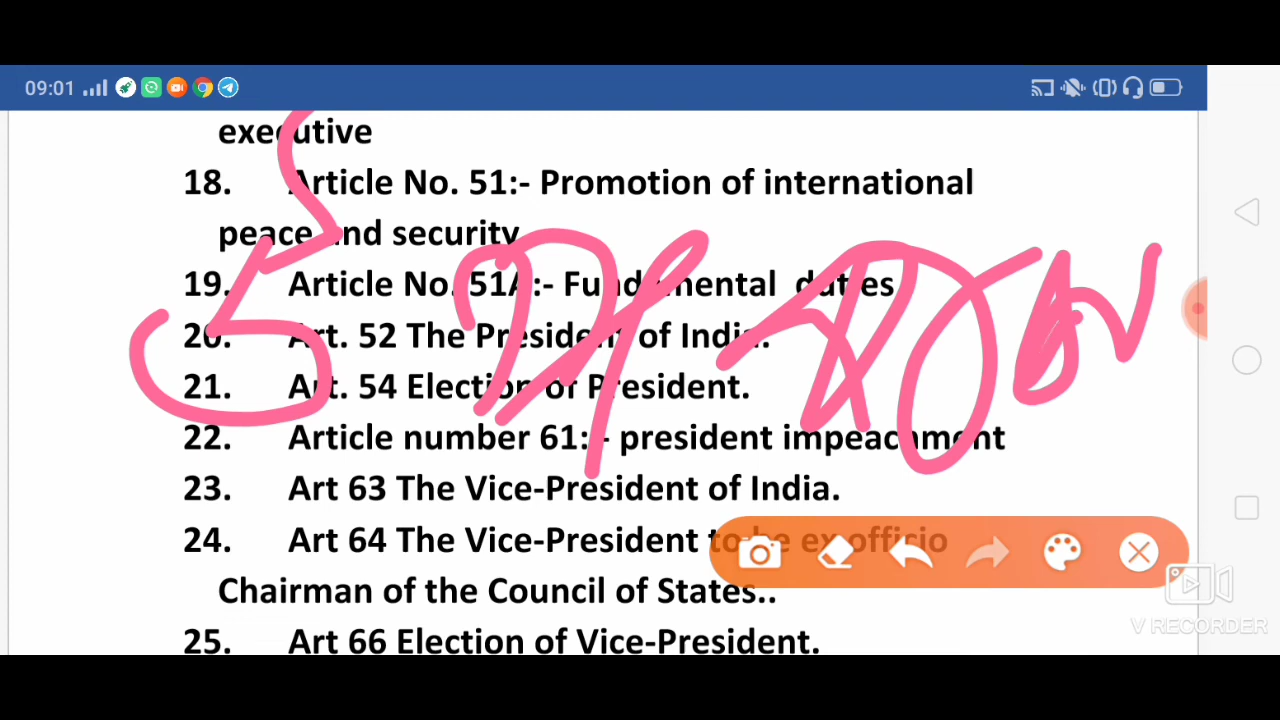 09:01
executive
18. Article No. 51:- Promotion of international
peace and security
19. Article No. 51A:- Fundamental duties
20. Art. 52 The President of India.
21. Art. 54 Election of President.
22. Article number 61:- president impeachment
23. Art 63 The Vice-President of India.
24. Art 64 The Vice-President to be ex officio
Chairman of the Council of States..
25. Art 66 Election of Vice-President.
5
V RECORDER